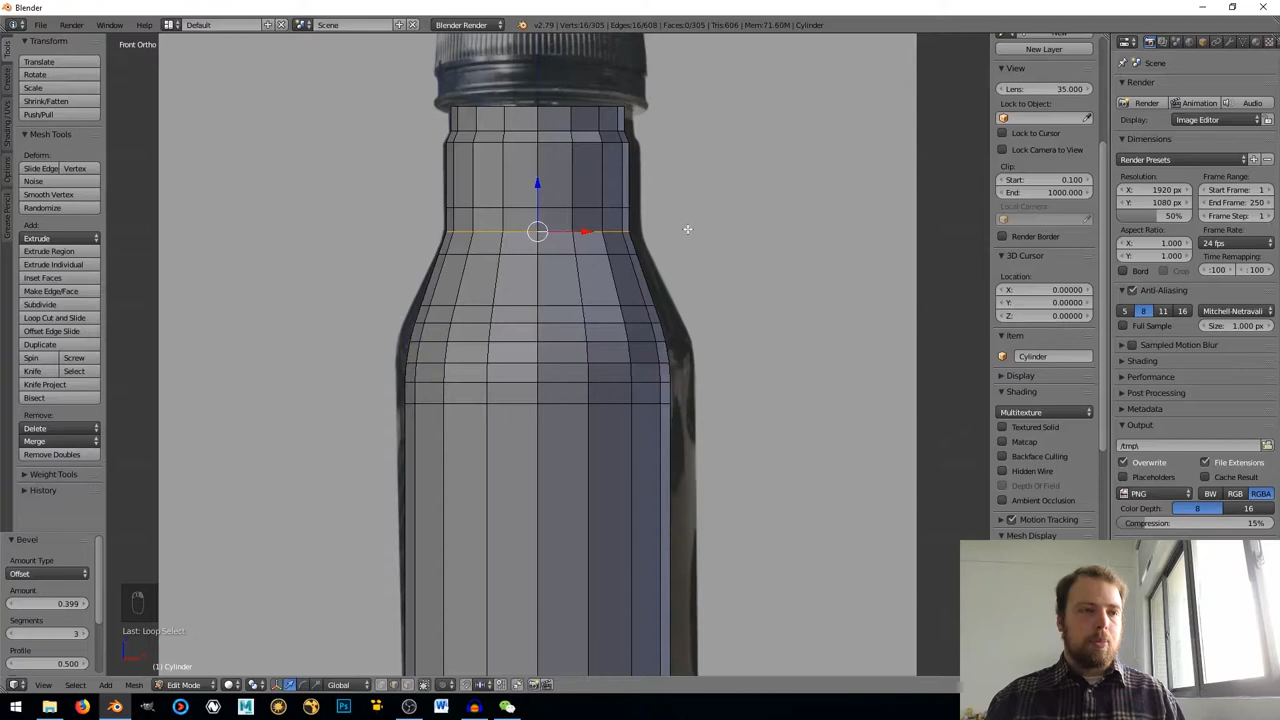 Blender
File Render Window Help Default Scene Blender Render v2.79 | Verts:16/305 | Edges:16/608 | Faces:0/305 | Tris:606 | Mem:71.60M | Cylinder
Transform
Translate
Rotate
Scale
Shrink/Fatten
Push/Pull
Mesh Tools
Deform:
Slide Edge Vertex
Noise
Smooth Vertex
Randomize
Add:
Extrude
Extrude Region
Extrude Individual
Inset Faces
Make Edge/Face
Subdivide
Loop Cut and Slide
Offset Edge Slide
Duplicate
Spin Screw
Knife Select
Knife Project
Bisect
Remove:
Delete
Merge
Remove Doubles
Weight Tools
History
Tools
Create
Shading / UVs
Options
Grease Pencil
Bevel
Amount Type
Offset
Amount
0.399
Segments
3
Profile
0.500
Front Ortho
Last: Loop Select
(1) Cylinder
View Select Add Mesh Edit Mode Global
New
New Layer
View
Lens: 35.000
Lock to Object:
Lock to Cursor
Lock Camera to View
Clip:
Start: 0.100
End: 1000.000
Local Camera:
Render Border
3D Cursor
Location:
X: 0.00000
Y: 0.00000
Z: 0.00000
Item
Cylinder
Display
Shading
Multitexture
Textured Solid
Matcap
Backface Culling
Hidden Wire
Depth Of Field
Ambient Occlusion
Motion Tracking
Mesh Display
Scene
Render
Render Animation Audio
Display: Image Editor
Dimensions
Render Presets
Resolution: Frame Range:
X: 1920 px Start Frame: 1
Y: 1080 px End Frame: 250
50% Frame Step: 1
Aspect Ratio: Frame Rate:
X: 1.000 24 fps
Y: 1.000 Time Remapping:
Bord Crop :100 :100
Anti-Aliasing
5 8 11 16 Mitchell-Netravali
Full Sample Size: 1.000 px
Sampled Motion Blur
Shading
Performance
Post Processing
Metadata
Output
/tmp\
Overwrite File Extensions
Placeholders Cache Result
PNG BW RGB RGBA
Color Depth: 8 16
Compression: 15%